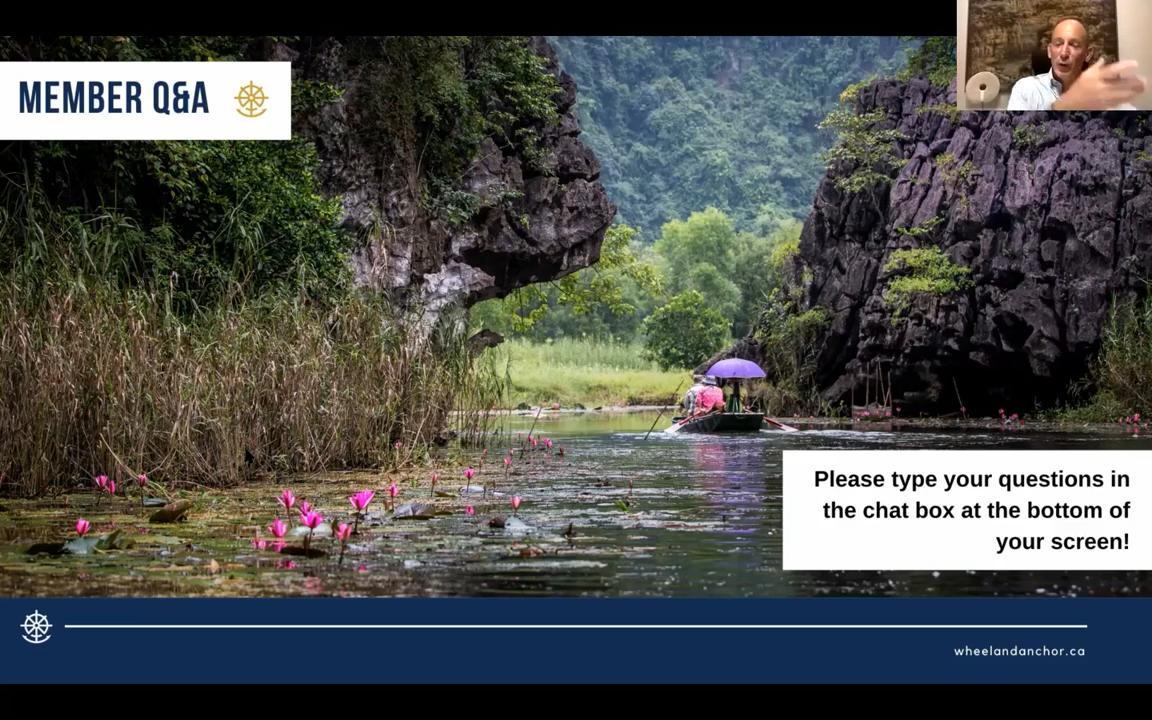 MEMBER Q&A
Please type your questions in
the chat box at the bottom of
your screen!
wheelandanchor.ca